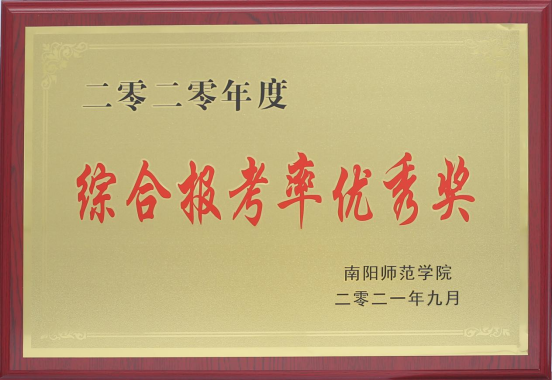 二零二零年度
综合报考率优秀奖
南阳师范学院
二零二一年九月